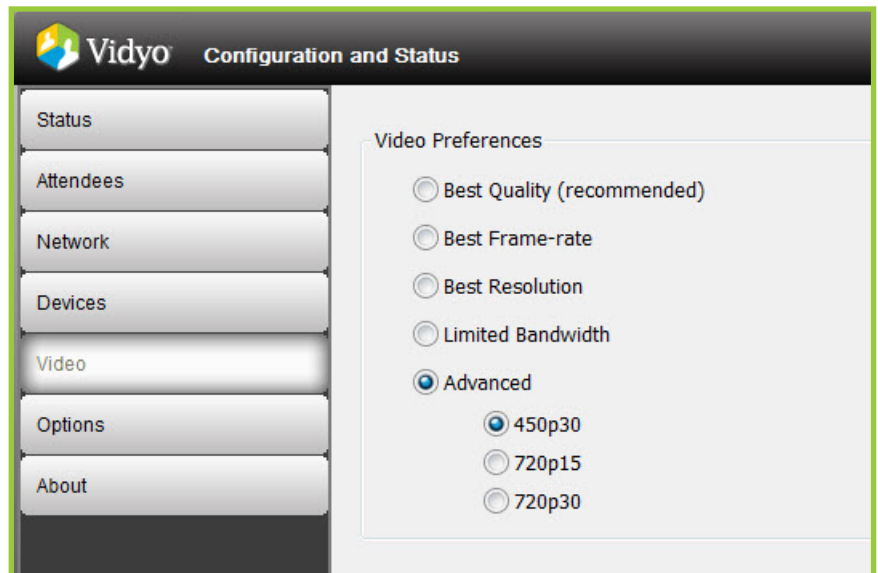 Vidyo Configuration and Status
Status
Attendees
Network
Devices
Video
Options
About
Video Preferences
Best Quality (recommended)
Best Frame-rate
Best Resolution
Limited Bandwidth
Advanced
450p30
720p15
720p30